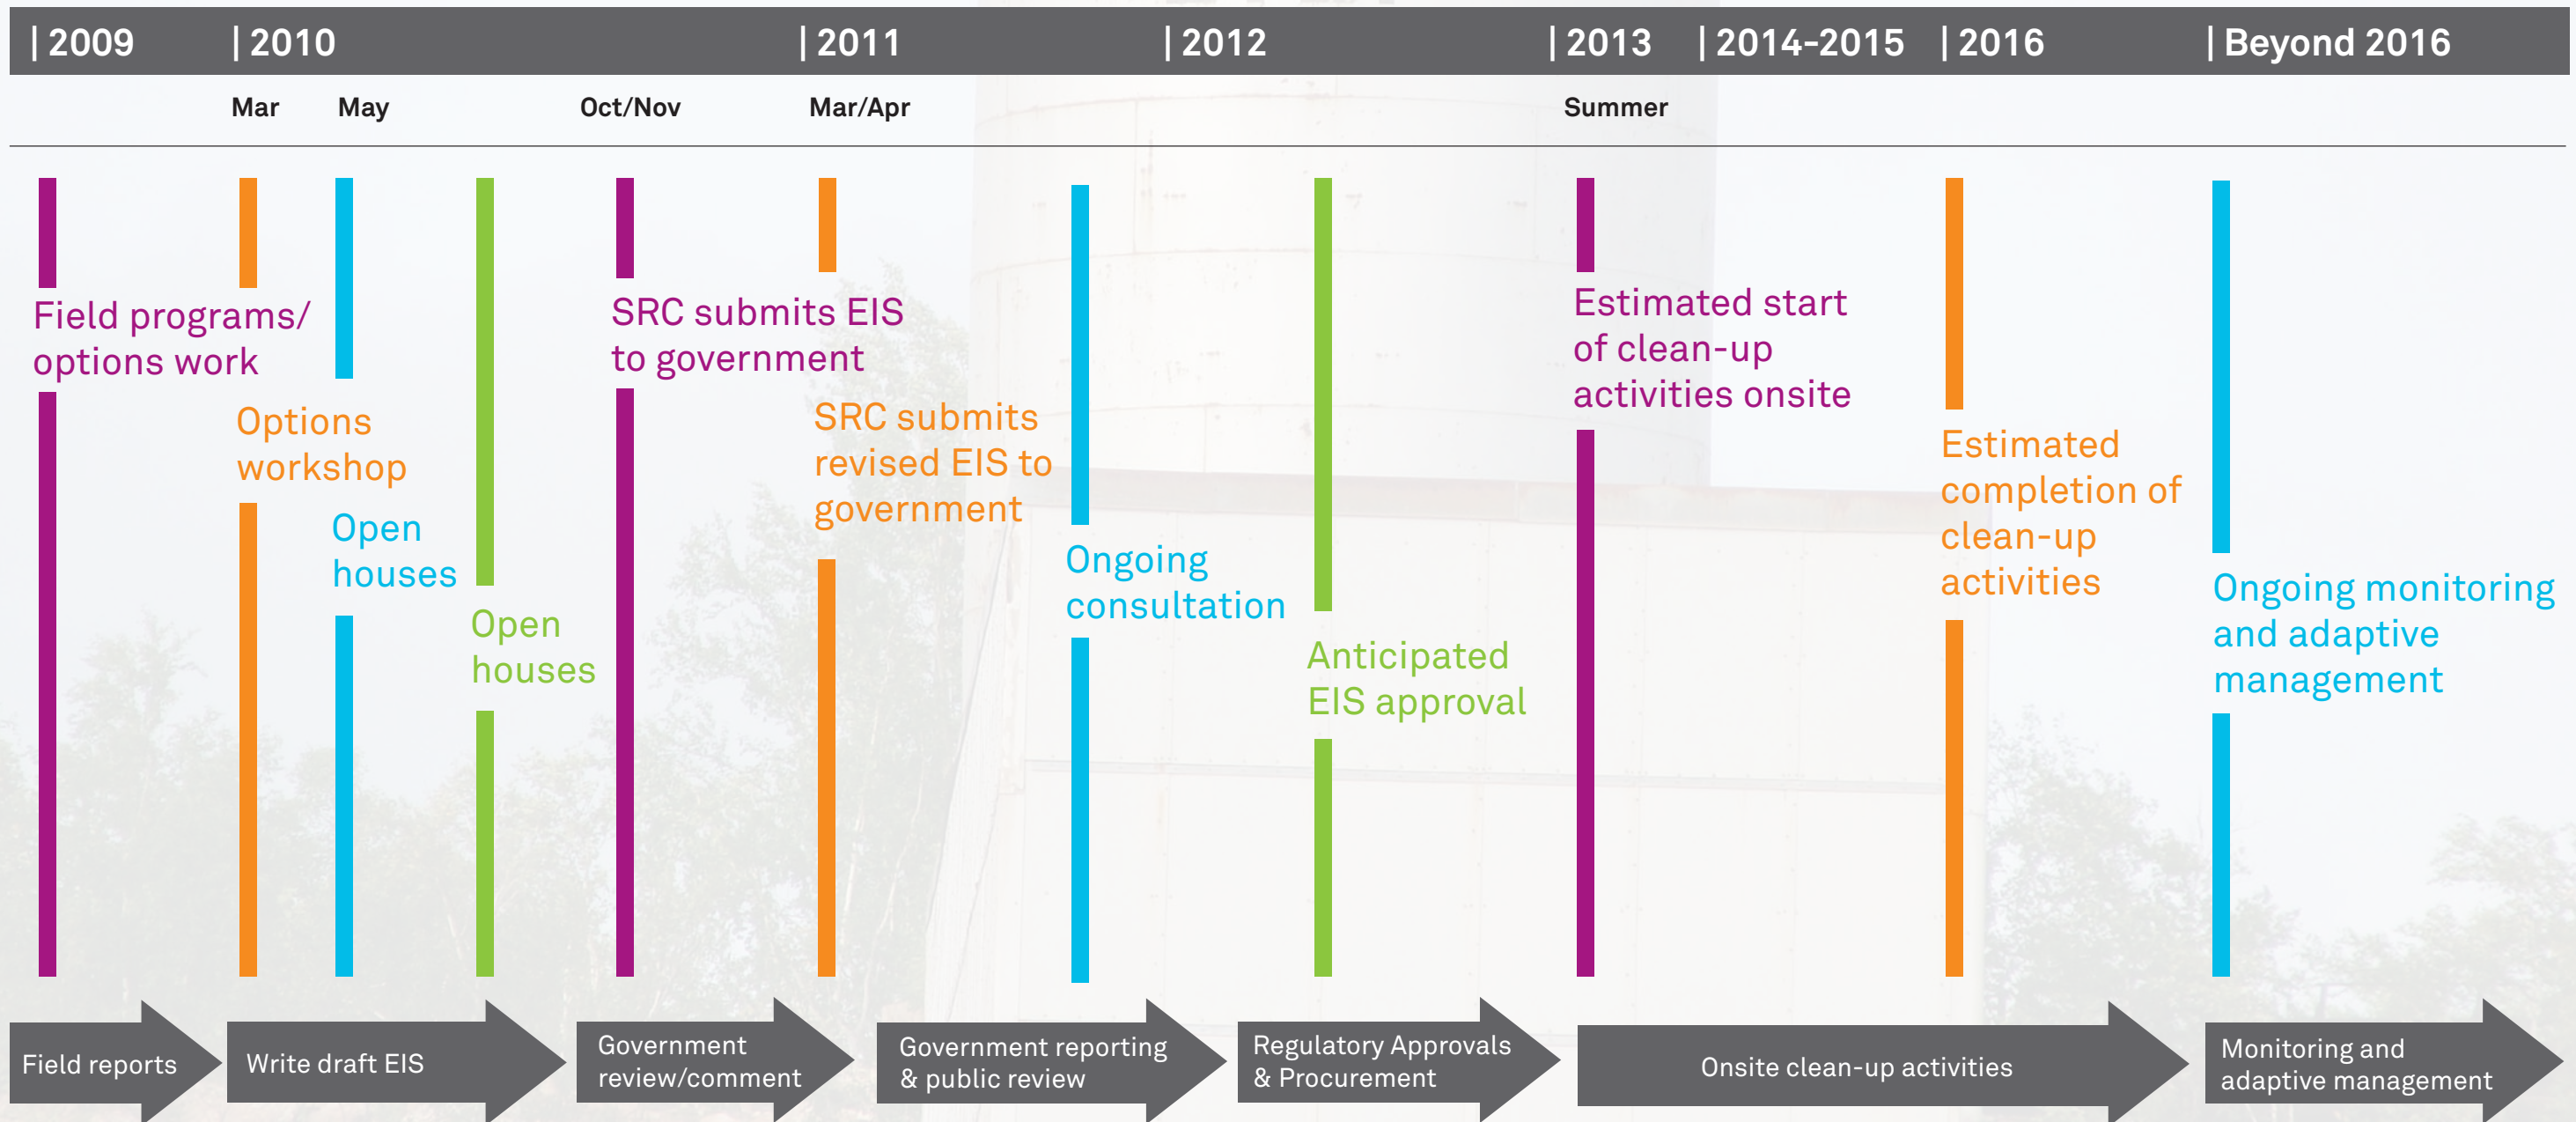 | 2009 | 2010 | 2011 | 2012 | 2013 | 2014-2015 | 2016 | Beyond 2016
Mar May Oct/Nov Mar/Apr Summer
Field programs/
options work
Options
workshop
Open
houses
Open
houses
SRC submits EIS
to government
SRC submits
revised EIS to
government
Ongoing
consultation
Anticipated
EIS approval
Estimated start
of clean-up
activities onsite
Estimated
completion of
clean-up
activities
Ongoing monitoring
and adaptive
management
Field reports
Write draft EIS
Government
review/comment
Government reporting
& public review
Regulatory Approvals
& Procurement
Onsite clean-up activities
Monitoring and
adaptive management